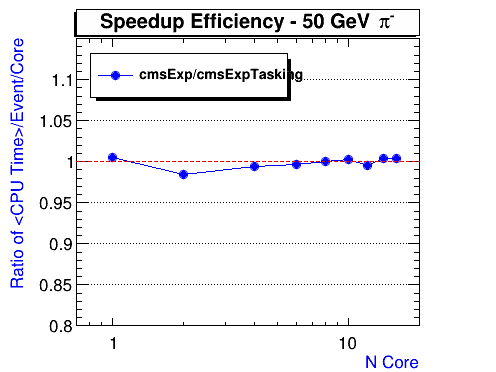 Speedup Efficiency - 50 GeV π⁻
cmsExp/cmsExpTasking
Ratio of <CPU Time>/Event/Core
1.1
1.05
1
0.95
0.9
0.85
0.8
1
10
N Core